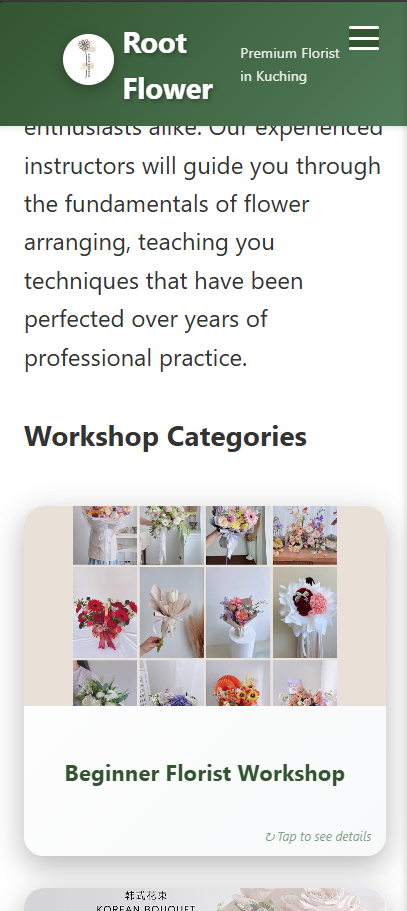 Root
Flower
Premium Florist
in Kuching
enthusiasts alike. Our experienced
instructors will guide you through
the fundamentals of flower
arranging, teaching you
techniques that have been
perfected over years of
professional practice.
Workshop Categories
Beginner Florist Workshop
↻ Tap to see details
韩式花束
KOREAN BOUQUET